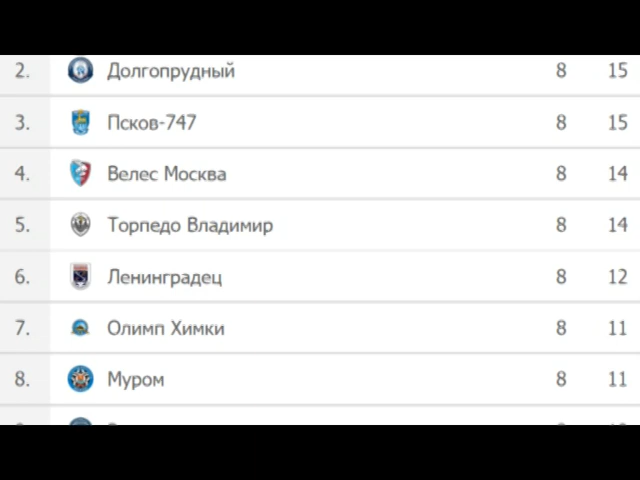 2. Долгопрудный 8 15
3. Псков-747 8 15
4. Велес Москва 8 14
5. Торпедо Владимир 8 14
6. Ленинградец 8 12
7. Олимп Химки 8 11
8. Муром 8 11